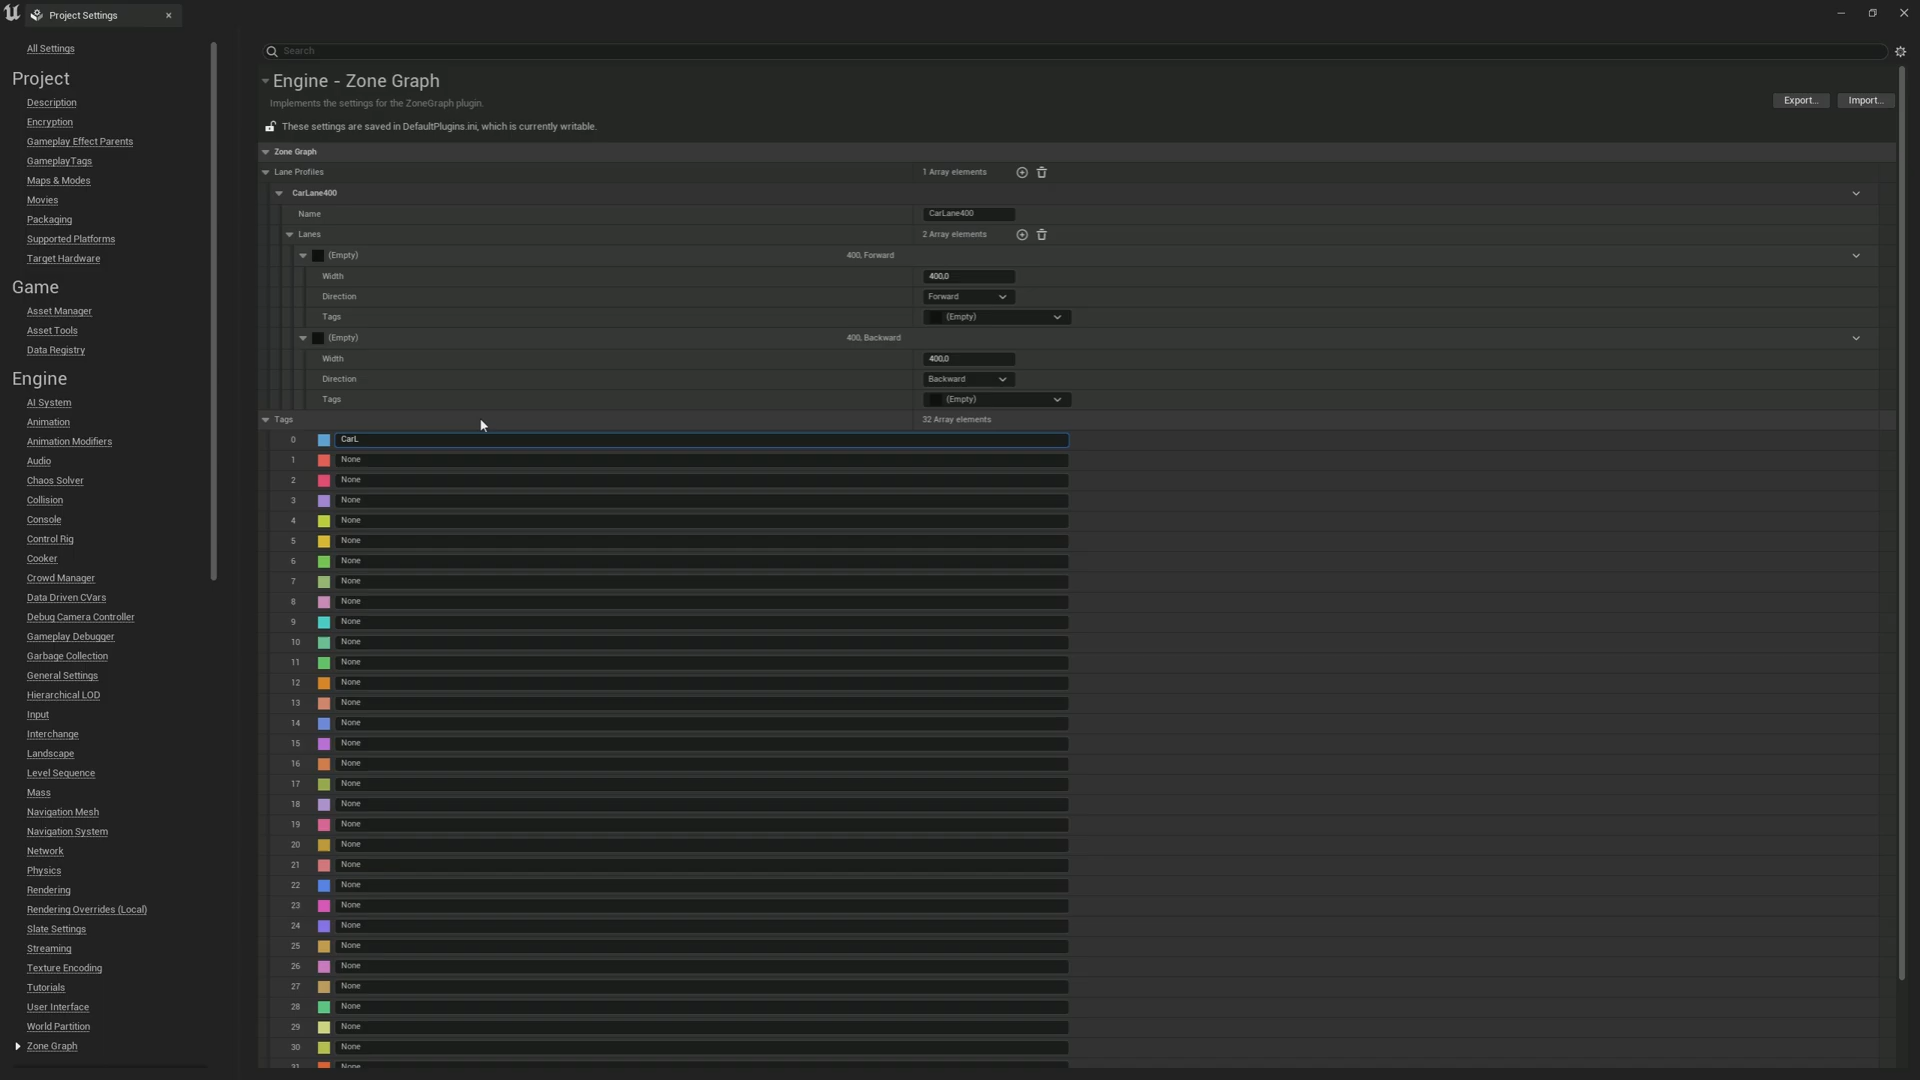 Project Settings
All Settings
Project
Description
Encryption
Gameplay Effect Parents
GameplayTags
Maps & Modes
Movies
Packaging
Supported Platforms
Target Hardware
Game
Asset Manager
Asset Tools
Data Registry
Engine
AI System
Animation
Animation Modifiers
Audio
Chaos Solver
Collision
Console
Control Rig
Cooker
Crowd Manager
Data Driven CVars
Debug Camera Controller
Gameplay Debugger
Garbage Collection
General Settings
Hierarchical LOD
Input
Interchange
Landscape
Level Sequence
Mass
Navigation Mesh
Navigation System
Network
Physics
Rendering
Rendering Overrides (Local)
Slate Settings
Streaming
Texture Encoding
Tutorials
User Interface
World Partition
Zone Graph
Search
Engine - Zone Graph
Implements the settings for the ZoneGraph plugin.
Export... Import...
These settings are saved in DefaultPlugins.ini, which is currently writable.
Zone Graph
Lane Profiles 1 Array elements
CarLane400
Name CarLane400
Lanes 2 Array elements
(Empty) 400, Forward
Width 400,0
Direction Forward
Tags (Empty)
(Empty) 400, Backward
Width 400,0
Direction Backward
Tags (Empty)
Tags 32 Array elements
0 CarL
1 None
2 None
3 None
4 None
5 None
6 None
7 None
8 None
9 None
10 None
11 None
12 None
13 None
14 None
15 None
16 None
17 None
18 None
19 None
20 None
21 None
22 None
23 None
24 None
25 None
26 None
27 None
28 None
29 None
30 None
31 None